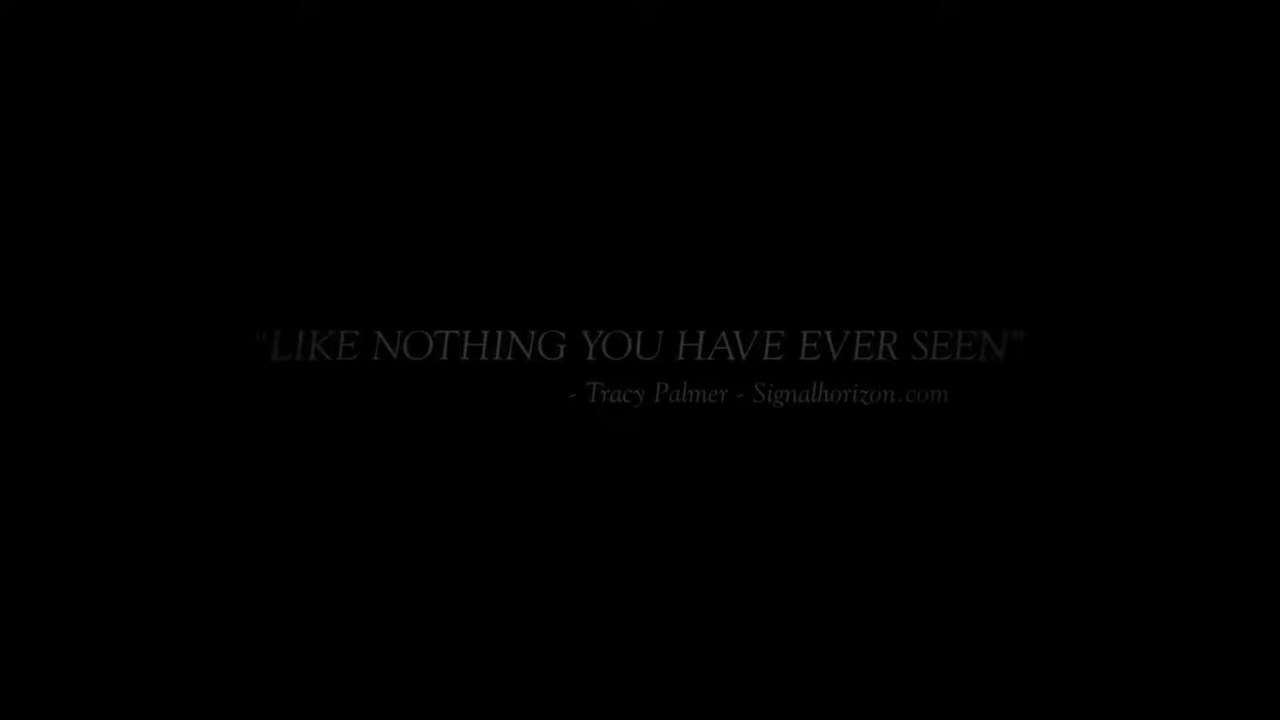 “LIKE NOTHING YOU HAVE EVER SEEN”
- Tracy Palmer - Signalhorizon.com